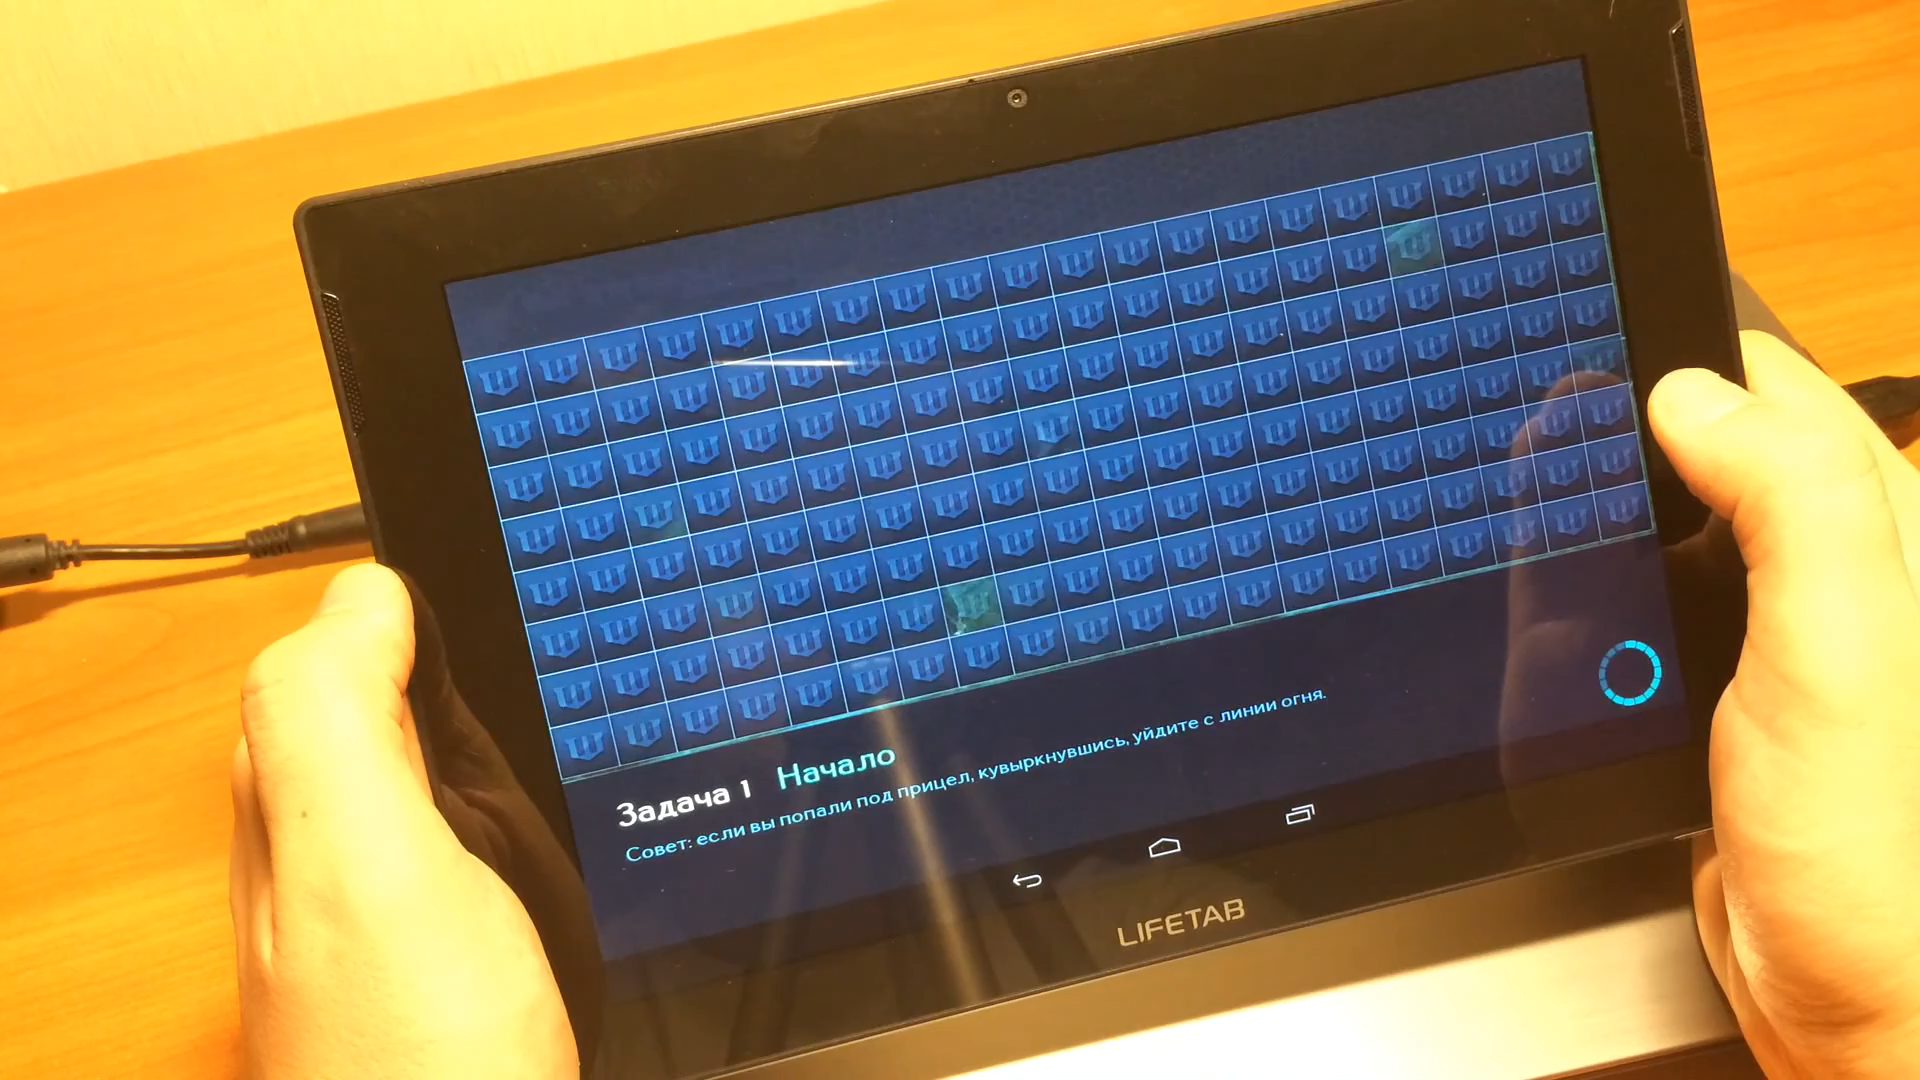 Задача 1 Начало
Совет: если вы попали под прицел, кувыркнувшись, уйдите с линии огня.
LIFETAB